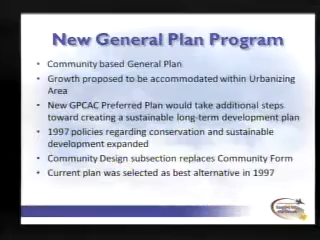 New General Plan Program
• Community based General Plan
• Growth proposed to be accommodated within Urbanizing
Area
• New GPCAC Preferred Plan would take additional steps
toward creating a sustainable long-term development plan
• 1997 policies regarding conservation and sustainable
development expanded
• Community Design subsection replaces Community Form
• Current plan was selected as best alternative in 1997